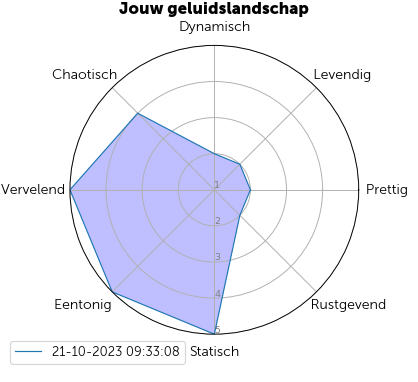 Jouw geluidslandschap
Dynamisch
Chaotisch
Levendig
Vervelend
Prettig
1
2
3
4
5
Eentonig
Rustgevend
Statisch
21-10-2023 09:33:08